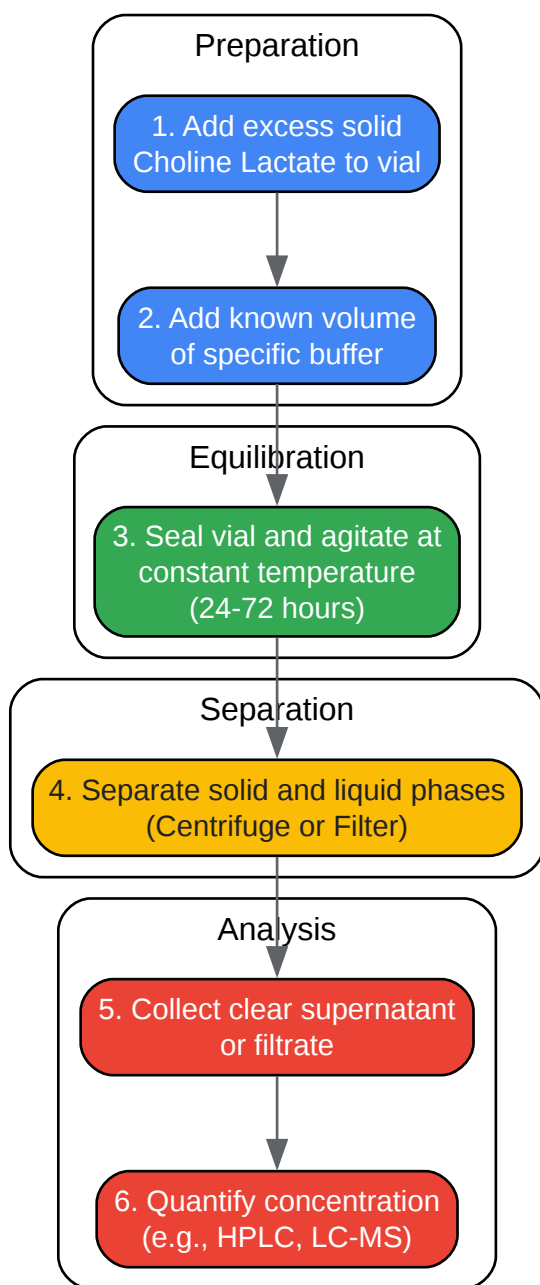 Preparation
1. Add excess solid
Choline Lactate to vial
2. Add known volume
of specific buffer
Equilibration
3. Seal vial and agitate at
constant temperature
(24-72 hours)
Separation
4. Separate solid and liquid phases
(Centrifuge or Filter)
Analysis
5. Collect clear supernatant
or filtrate
6. Quantify concentration
(e.g., HPLC, LC-MS)